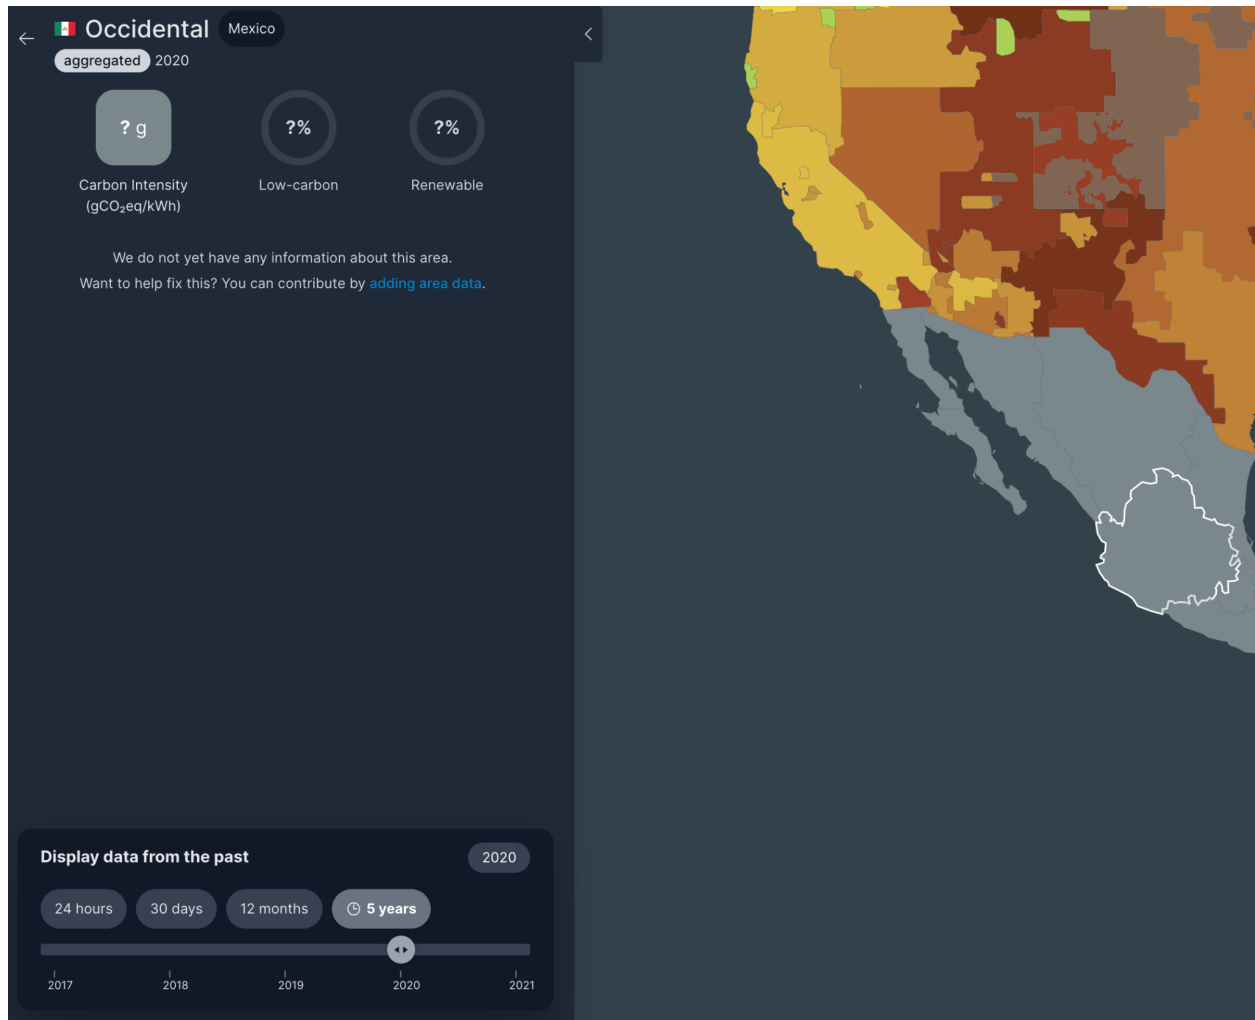 Occidental Mexico
aggregated 2020
? g
?%
?%
Carbon Intensity
(gCO₂eq/kWh)
Low-carbon
Renewable
We do not yet have any information about this area.
Want to help fix this? You can contribute by adding area data.
Display data from the past
2020
24 hours
30 days
12 months
5 years
2017
2018
2019
2020
2021